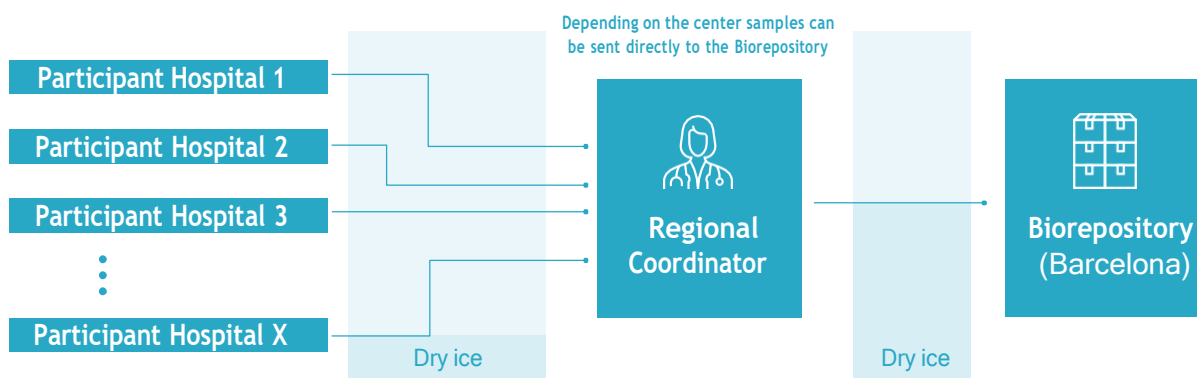 Depending on the center samples can
be sent directly to the Biorepository
Participant Hospital 1
Participant Hospital 2
Participant Hospital 3
Participant Hospital X
Dry ice
Regional
Coordinator
Dry ice
Biorepository
(Barcelona)